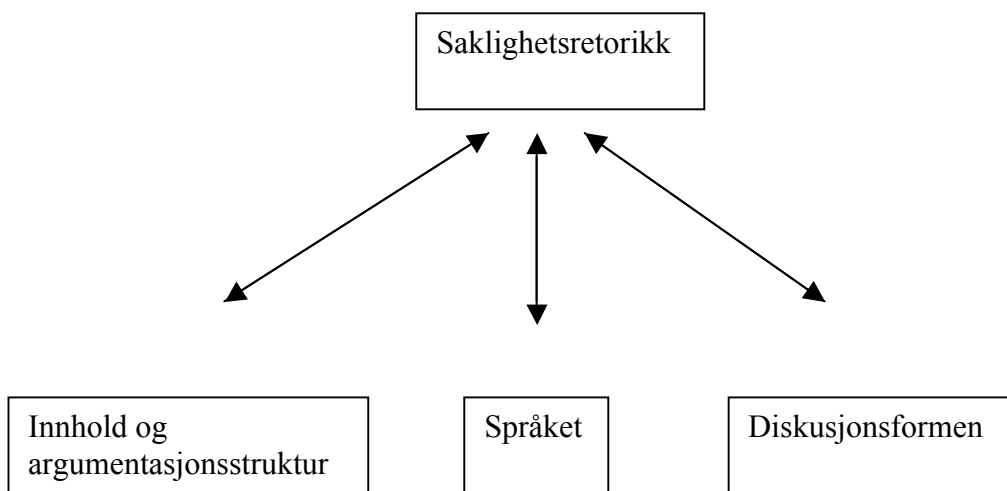 Saklighetsretorikk
Innhold og
argumentasjonsstruktur
Språket
Diskusjonsformen